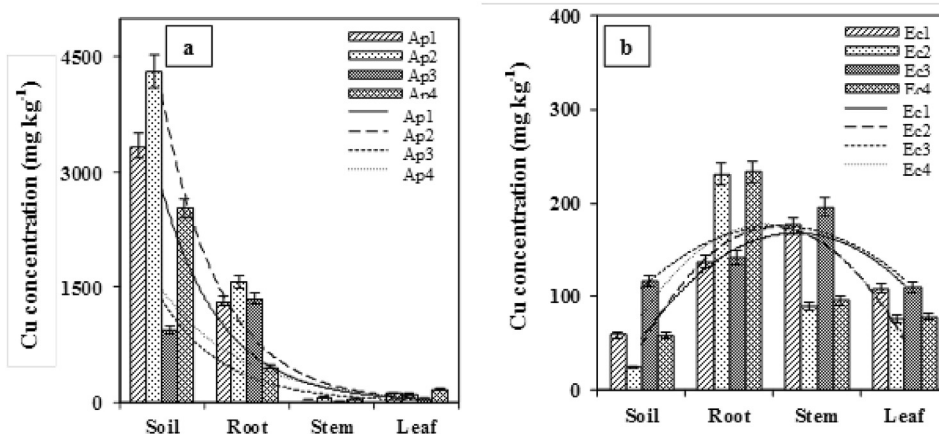 a
Cu concentration (mg kg⁻¹)
4500
3000
1500
0
Ap1
Ap2
Ap3
Ap4
Ap1
Ap2
Ap3
Ap4
Soil Root Stem Leaf
b
Cu concentration (mg kg⁻¹)
400
300
200
100
0
Ec1
Ec2
Ec3
Ec4
Ec1
Ec2
Ec3
Ec4
Soil Root Stem Leaf